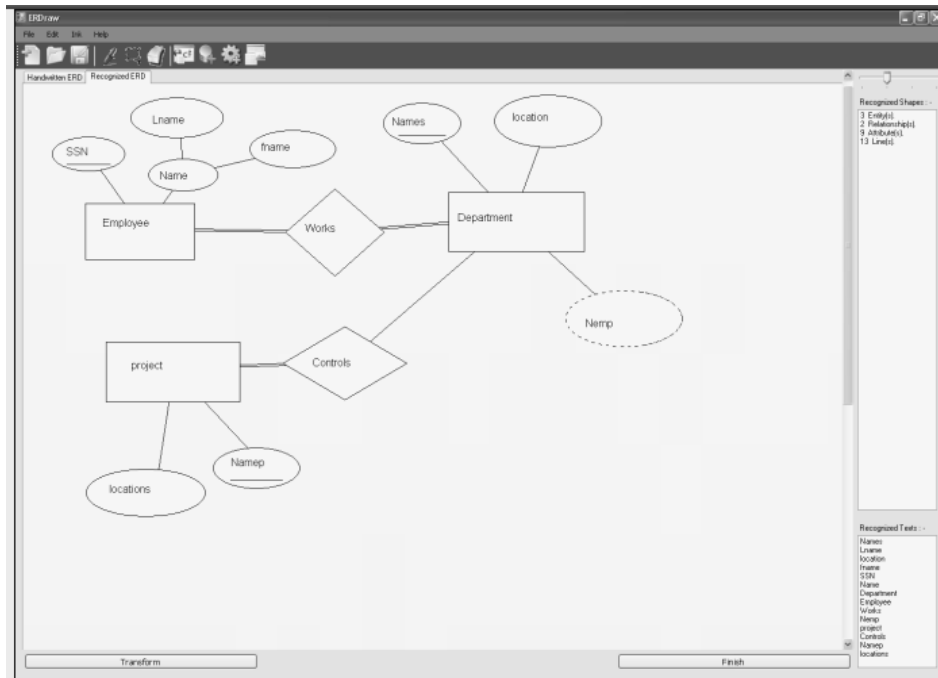 ERDraw
File Edit Ink Help
Handwritten ERD Recognized ERD
Lname
Names
location
SSN
fname
Name
Employee
Works
Department
Nemp
project
Controls
Namep
locations
Recognized Shapes : -
3 Entity(s).
2 Relationship(s).
9 Attribute(s).
13 Line(s).
Recognized Texts : -
Names
Lname
location
fname
SSN
Name
Department
Employee
Works
Nemp
project
Controls
Namep
locations
Transform
Finish